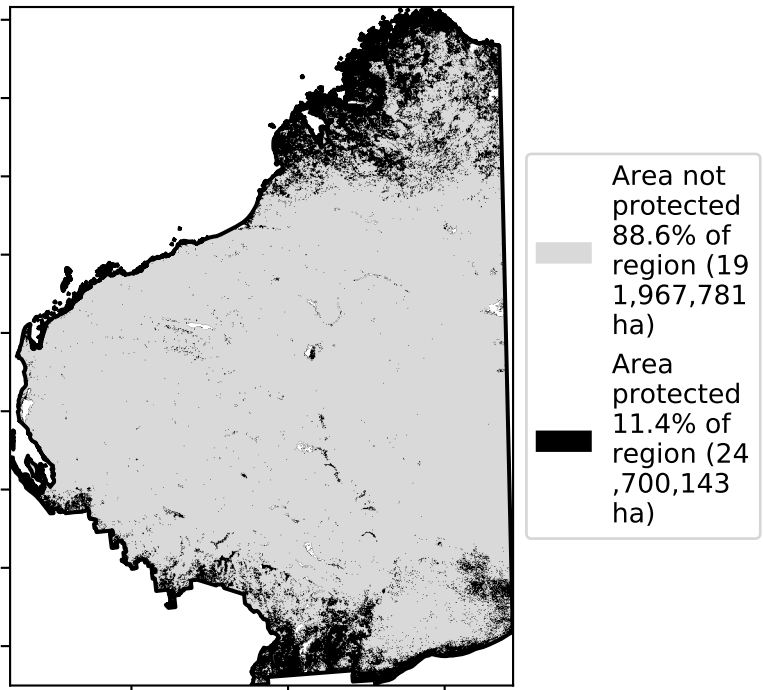 Area not
protected
88.6% of
region (19
1,967,781
ha)
Area
protected
11.4% of
region (24
,700,143
ha)